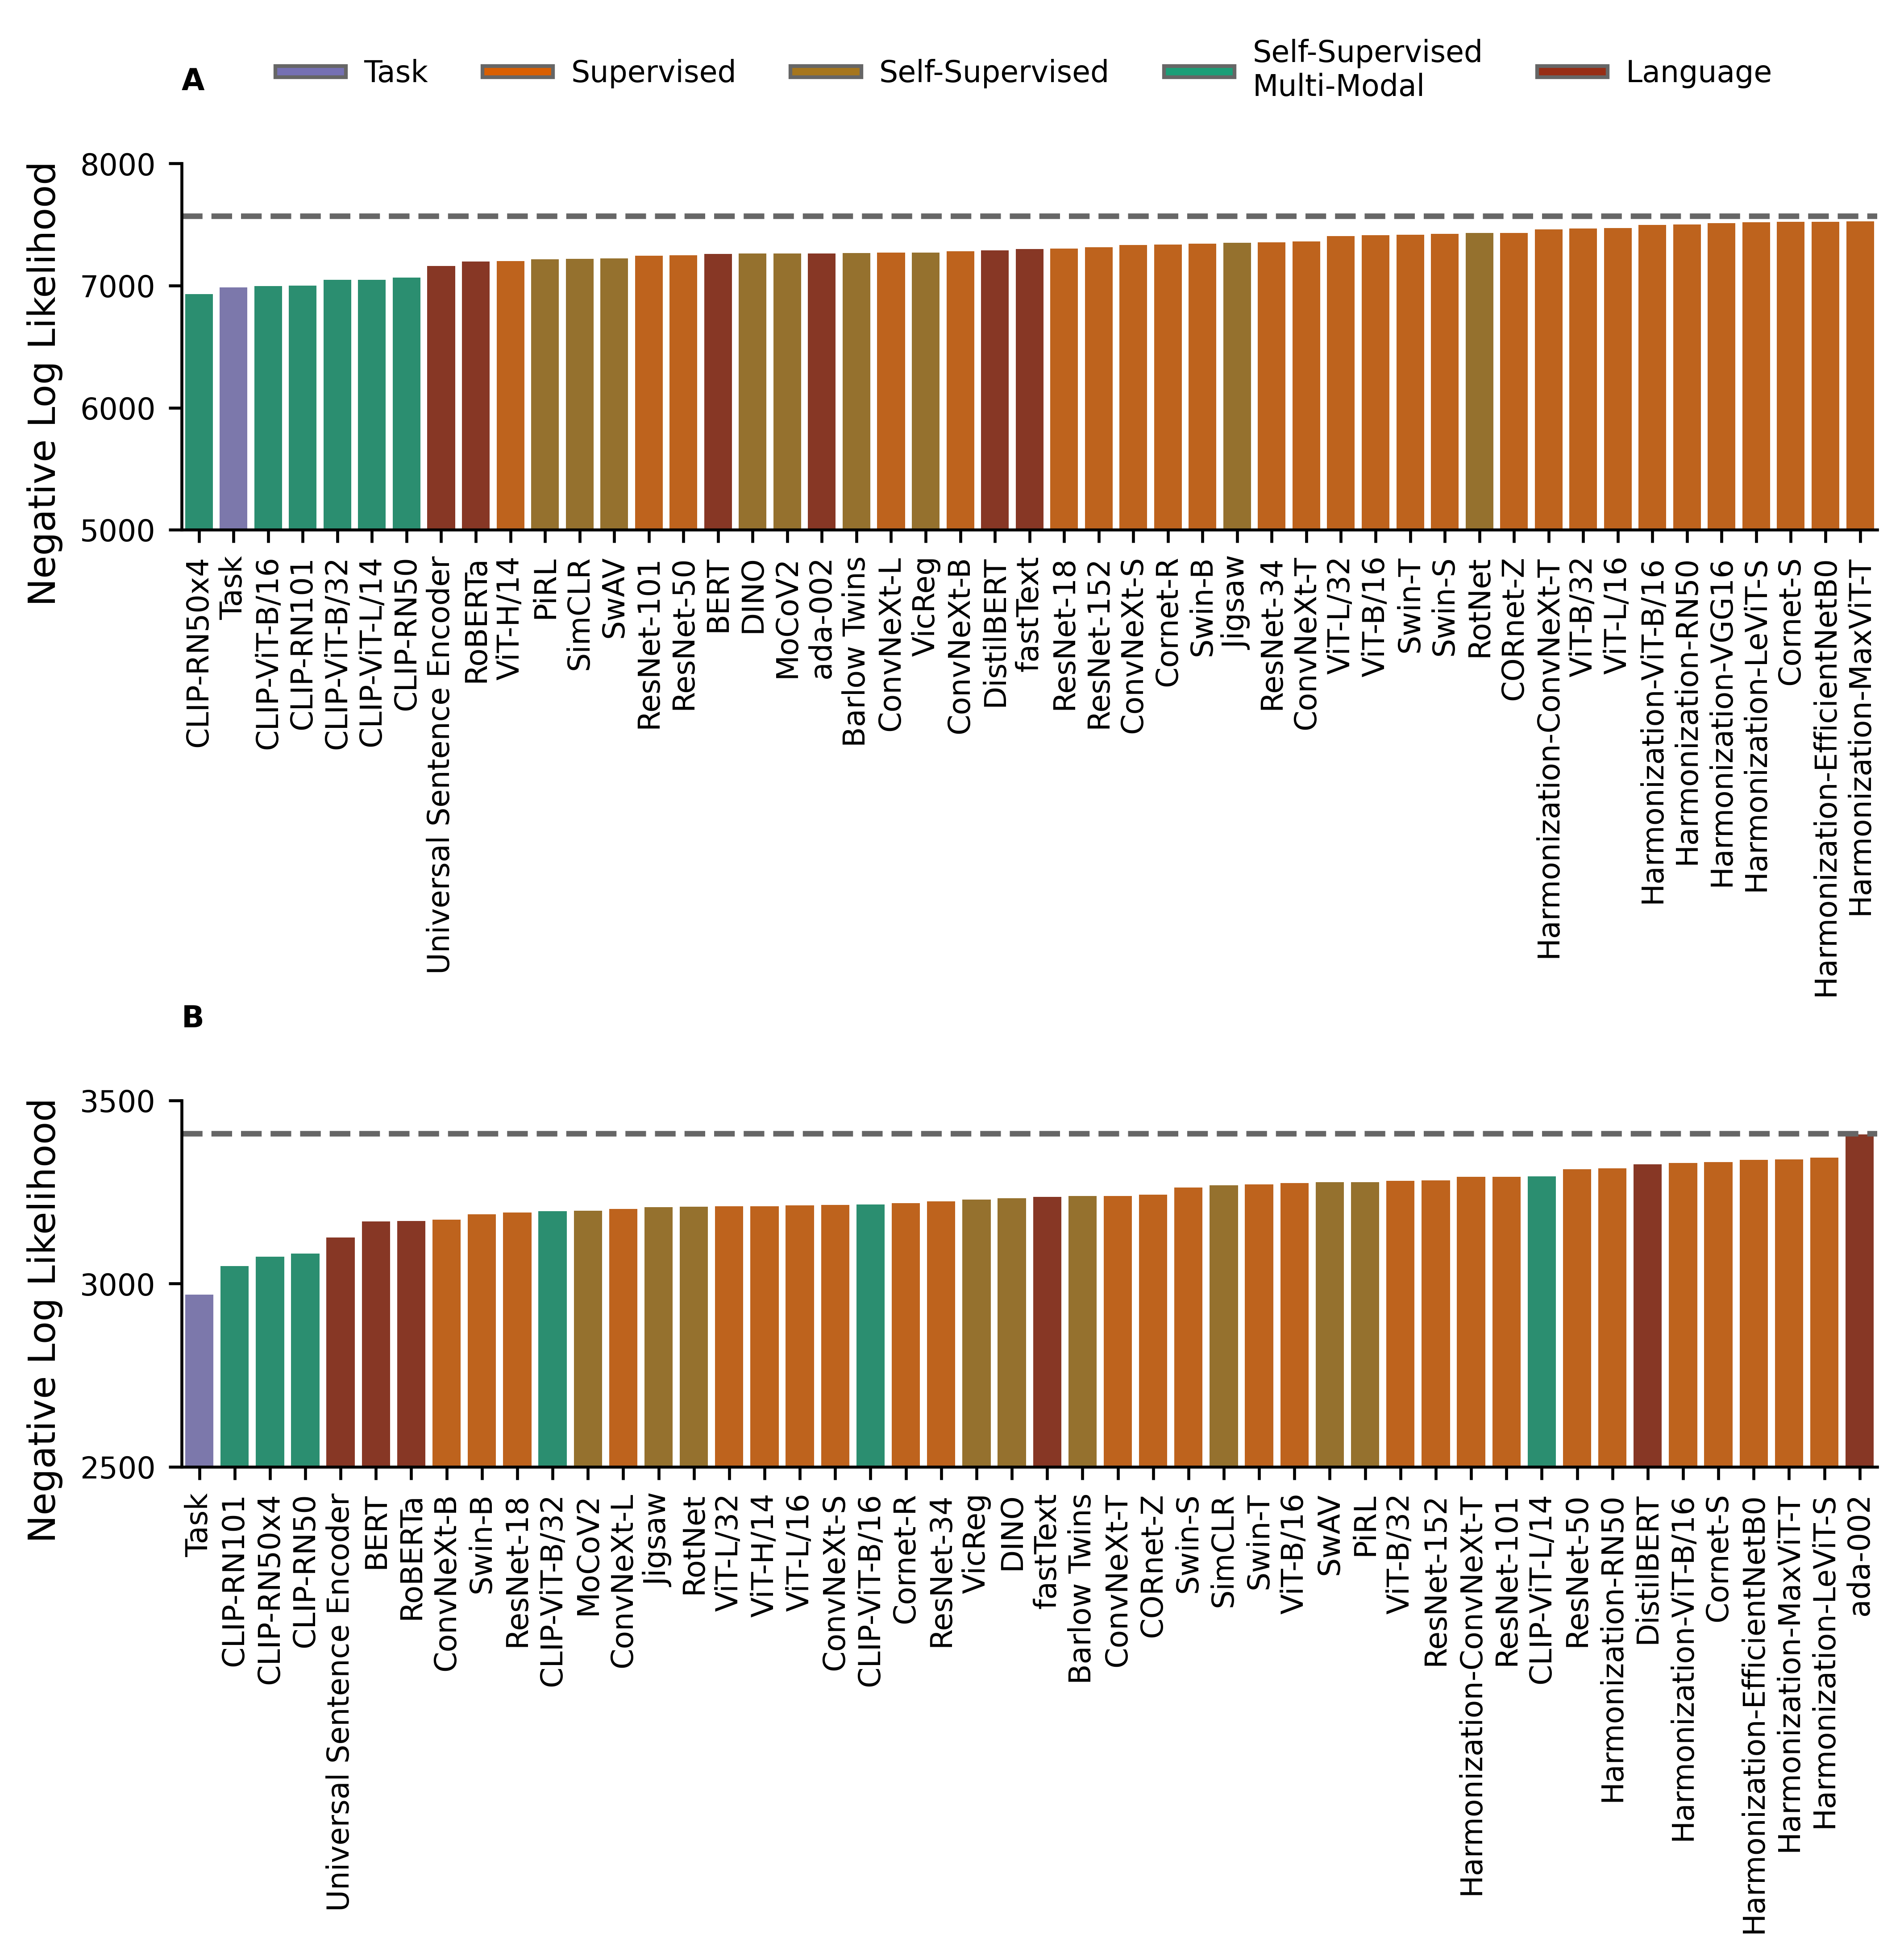 A
Task
Supervised
Self-Supervised
Self-Supervised
Multi-Modal
Language
Negative Log Likelihood
8000
7000
6000
5000
CLIP-RN50x4
Task
CLIP-ViT-B/16
CLIP-RN101
CLIP-ViT-B/32
CLIP-ViT-L/14
CLIP-RN50
Universal Sentence Encoder
RoBERTa
ViT-H/14
PiRL
SimCLR
SwAV
ResNet-101
ResNet-50
BERT
DINO
MoCoV2
ada-002
Barlow Twins
ConvNeXt-L
VicReg
ConvNeXt-B
DistilBERT
fastText
ResNet-18
ResNet-152
ConvNeXt-S
Cornet-R
Swin-B
Jigsaw
ResNet-34
ConvNeXt-T
ViT-L/32
ViT-B/16
Swin-T
Swin-S
RotNet
CORnet-Z
Harmonization-ConvNeXt-T
ViT-B/32
ViT-L/16
Harmonization-ViT-B/16
Harmonization-RN50
Harmonization-VGG16
Harmonization-LeViT-S
Cornet-S
Harmonization-EfficientNetB0
Harmonization-MaxViT-T
B
Negative Log Likelihood
3500
3000
2500
Task
CLIP-RN101
CLIP-RN50x4
CLIP-RN50
Universal Sentence Encoder
BERT
RoBERTa
ConvNeXt-B
Swin-B
ResNet-18
CLIP-ViT-B/32
MoCoV2
ConvNeXt-L
Jigsaw
RotNet
ViT-L/32
ViT-H/14
ViT-L/16
ConvNeXt-S
CLIP-ViT-B/16
Cornet-R
ResNet-34
VicReg
DINO
fastText
Barlow Twins
ConvNeXt-T
CORnet-Z
Swin-S
SimCLR
Swin-T
ViT-B/16
SwAV
PiRL
ViT-B/32
ResNet-152
Harmonization-ConvNeXt-T
ResNet-101
CLIP-ViT-L/14
ResNet-50
Harmonization-RN50
DistilBERT
Harmonization-ViT-B/16
Cornet-S
Harmonization-EfficientNetB0
Harmonization-MaxViT-T
Harmonization-LeViT-S
ada-002